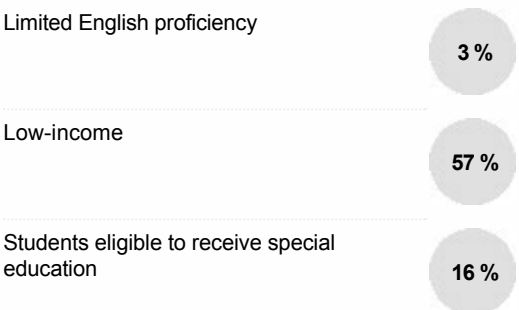 Limited English proficiency
3 %
Low-income
57 %
Students eligible to receive special
education
16 %